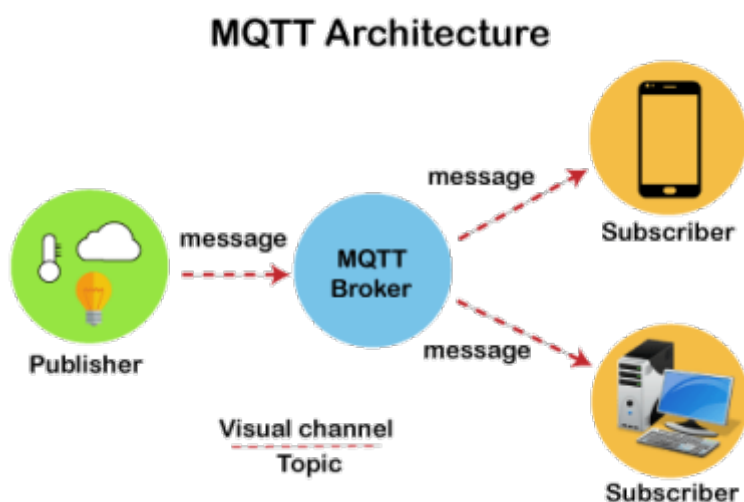 MQTT Architecture
message
Subscriber
message
MQTT
Broker
Publisher
message
Visual channel
Topic
Subscriber